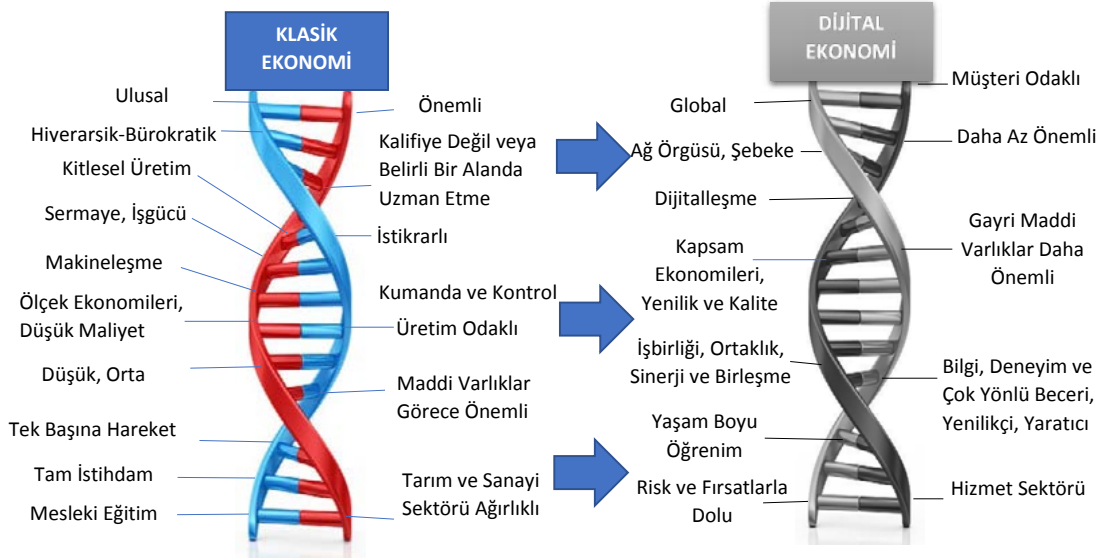 KLASİK
EKONOMİ
Ulusal
Hiyerarsik-Bürokratik
Kitlesel Üretim
Sermaye, İşgücü
Makineleşme
Ölçek Ekonomileri,
Düşük Maliyet
Düşük, Orta
Tek Başına Hareket
Tam İstihdam
Mesleki Eğitim
Önemli
Kalifiye Değil veya
Belirli Bir Alanda
Uzman Etme
İstikrarlı
Kumanda ve Kontrol
Üretim Odaklı
Maddi Varlıklar
Görece Önemli
Tarım ve Sanayi
Sektörü Ağırlıklı
DİJİTAL
EKONOMİ
Global
Ağ Örgüsü, Şebeke
Dijitalleşme
Kapsam
Ekonomileri,
Yenilik ve Kalite
İşbirliği, Ortaklık,
Sinerji ve Birleşme
Yaşam Boyu
Öğrenim
Risk ve Fırsatlarla
Dolu
Müşteri Odaklı
Daha Az Önemli
Gayri Maddi
Varlıklar Daha
Önemli
Bilgi, Deneyim ve
Çok Yönlü Beceri,
Yenilikçi, Yaratıcı
Hizmet Sektörü